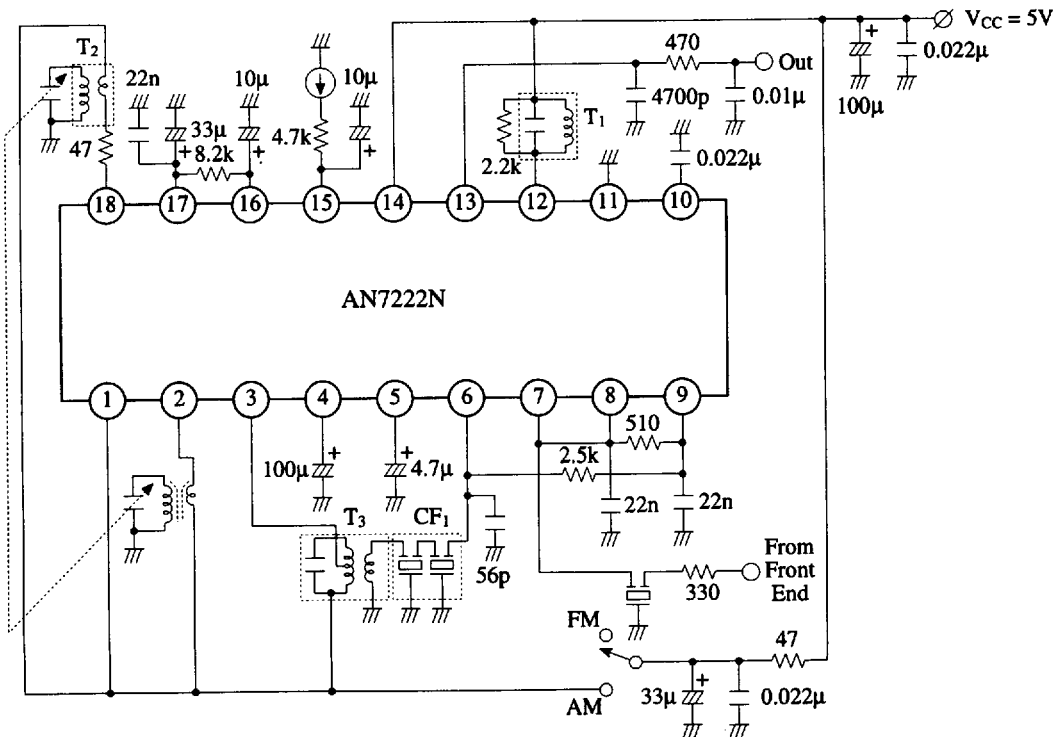 V_CC = 5V
T₂
22n
10μ
10μ
470
Out
0.022μ
100μ
4700p
0.01μ
T₁
33μ
4.7k
47
8.2k
2.2k
0.022μ
18 17 16 15 14 13 12 11 10
AN7222N
1 2 3 4 5 6 7 8 9
510
2.5k
100μ
4.7μ
22n
22n
T₃
CF₁
56p
From
Front
End
330
FM
47
AM
33μ
0.022μ